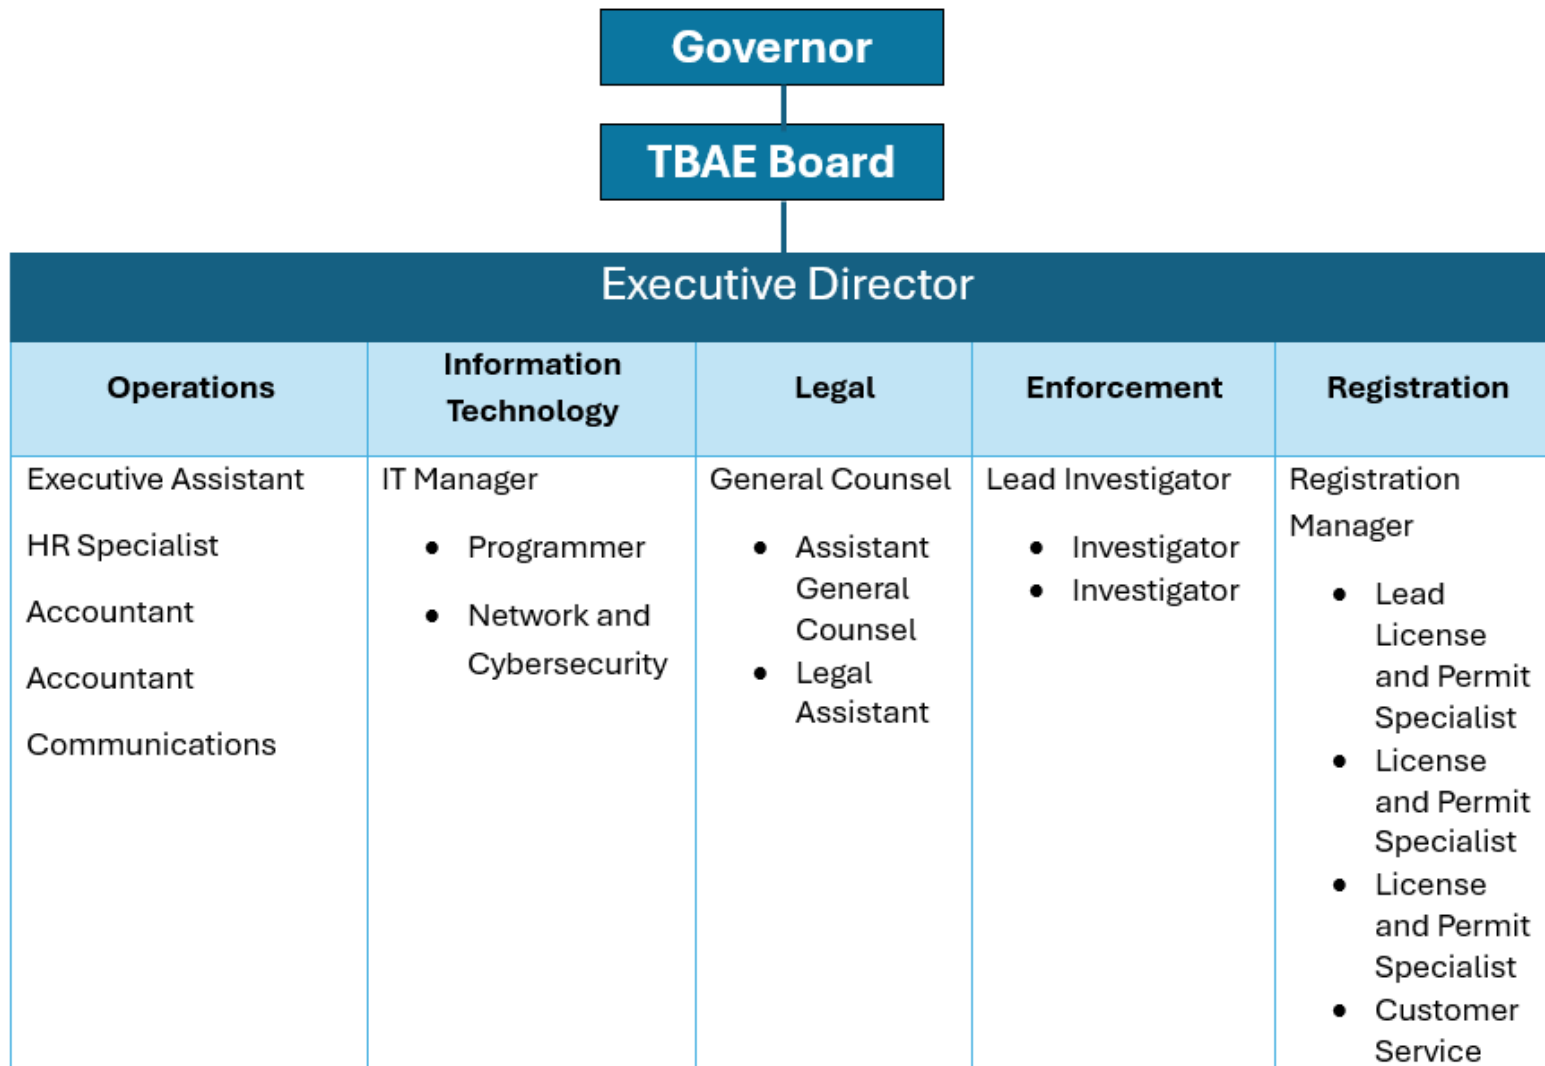 Governor
TBAE Board
Executive Director
Operations
Information
Technology
Legal
Enforcement
Registration
Executive Assistant
HR Specialist
Accountant
Accountant
Communications
IT Manager
• Programmer
• Network and
Cybersecurity
General Counsel
• Assistant
General
Counsel
• Legal
Assistant
Lead Investigator
• Investigator
• Investigator
Registration
Manager
• Lead
License
and Permit
Specialist
• License
and Permit
Specialist
• License
and Permit
Specialist
• Customer
Service